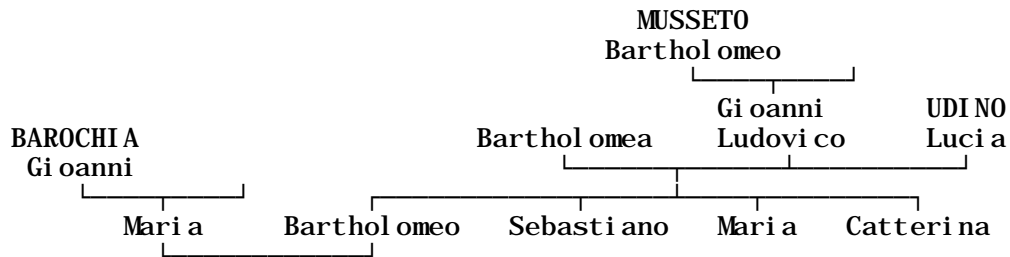 MUSSETO
Bartholomeo
Gioanni UDINO
BAROCHIA Bartholomea Ludovico Lucia
Gioanni
Maria Bartholomeo Sebastiano Maria Catterina